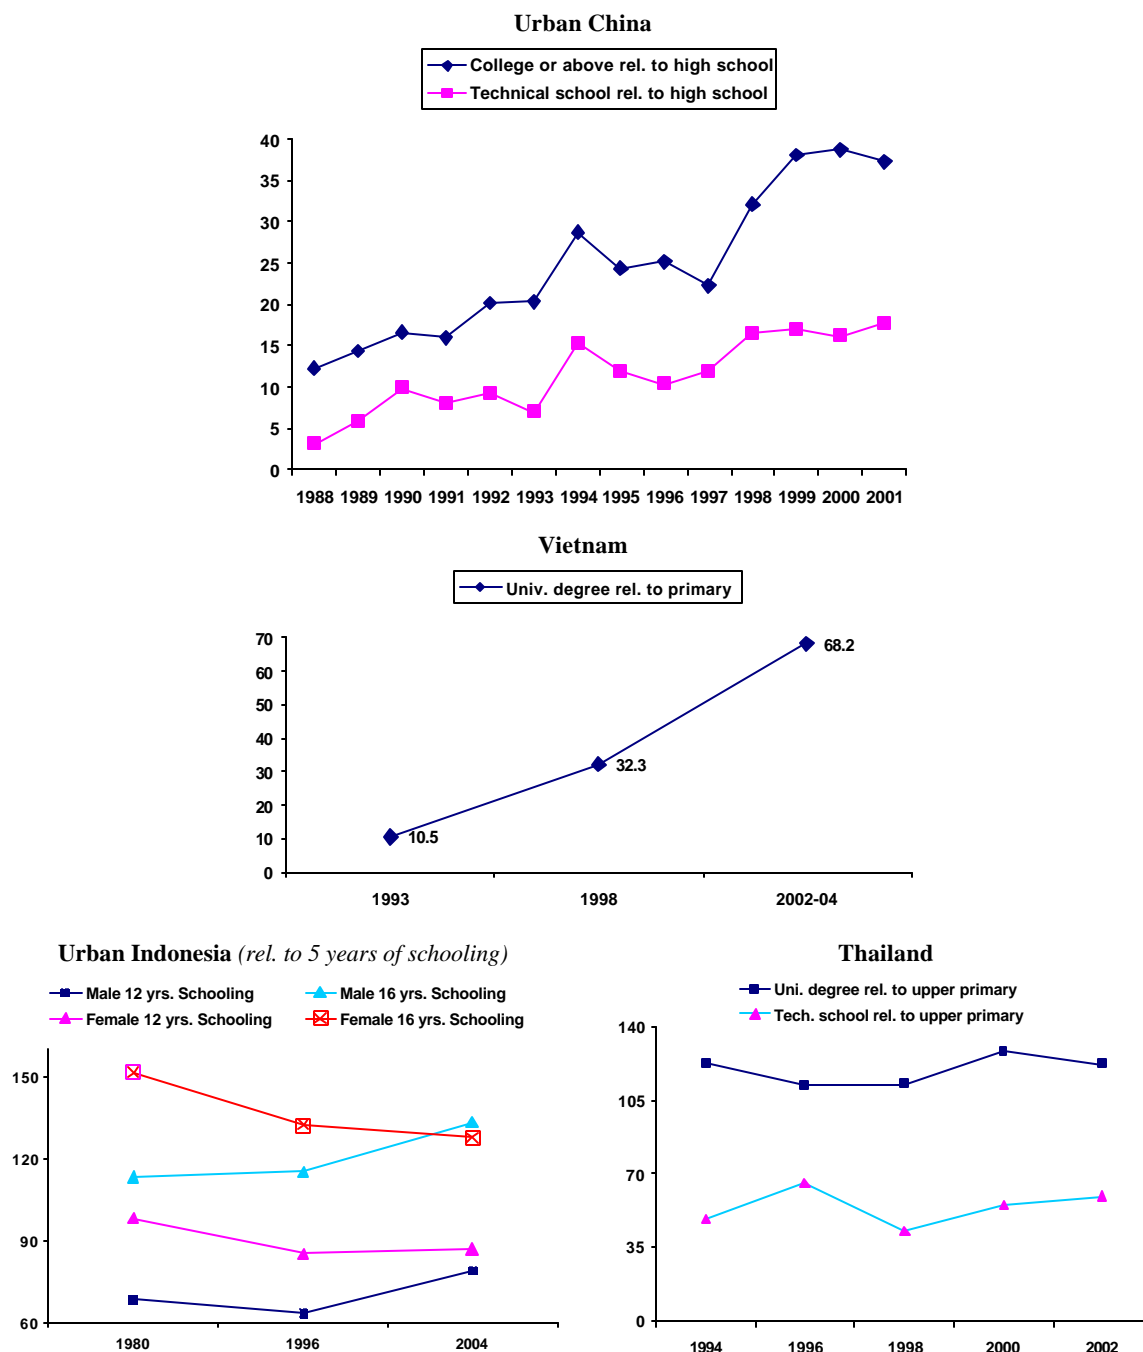 Urban China
College or above rel. to high school
Technical school rel. to high school
40
35
30
25
20
15
10
5
0
1988 1989 1990 1991 1992 1993 1994 1995 1996 1997 1998 1999 2000 2001
Vietnam
Univ. degree rel. to primary
70
60
50
40
30
20
10
0
68.2
32.3
10.5
1993 1998 2002-04
Urban Indonesia (rel. to 5 years of schooling)
Male 12 yrs. Schooling
Male 16 yrs. Schooling
Female 12 yrs. Schooling
Female 16 yrs. Schooling
150
120
90
60
1980 1996 2004
Thailand
Uni. degree rel. to upper primary
Tech. school rel. to upper primary
140
105
70
35
0
1994 1996 1998 2000 2002